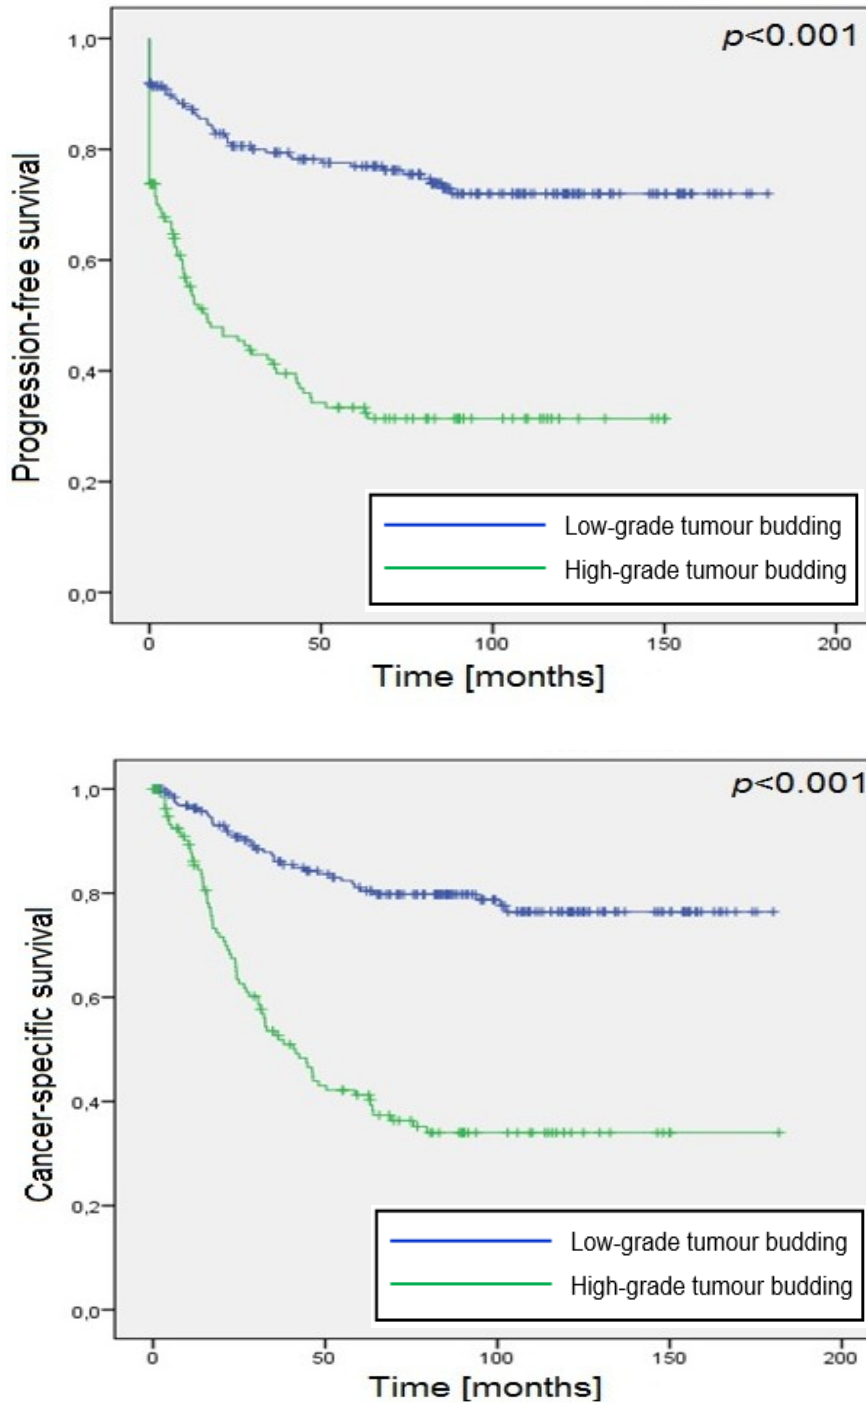 p<0.001
1,0
0,8
0,6
0,4
0,2
0,0
Progression-free survival
Low-grade tumour budding
High-grade tumour budding
0 50 100 150 200
Time [months]
p<0.001
1,0
0,8
0,6
0,4
0,2
0,0
Cancer-specific survival
Low-grade tumour budding
High-grade tumour budding
0 50 100 150 200
Time [months]